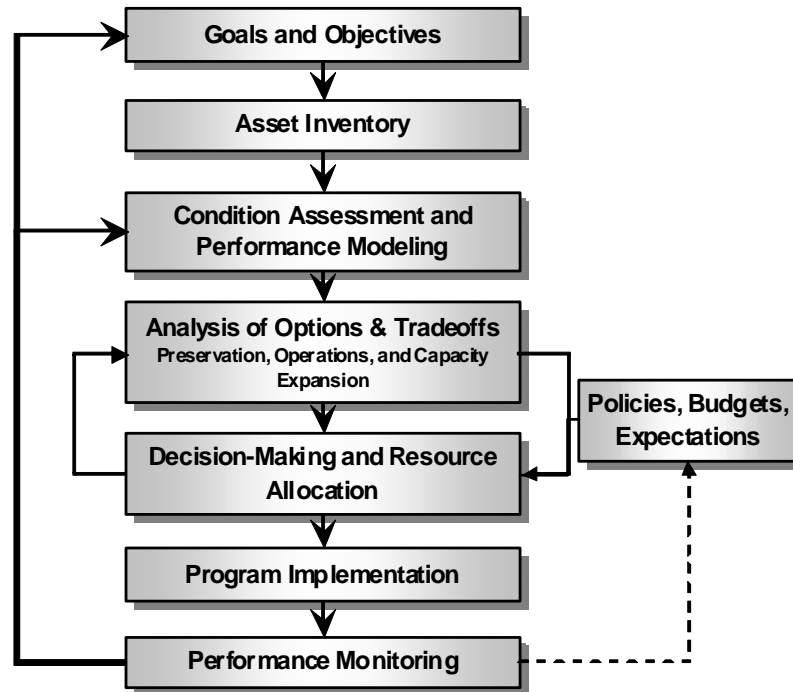 Goals and Objectives
Asset Inventory
Condition Assessment and
Performance Modeling
Analysis of Options & Tradeoffs
Preservation, Operations, and Capacity
Expansion
Policies, Budgets,
Expectations
Decision-Making and Resource
Allocation
Program Implementation
Performance Monitoring